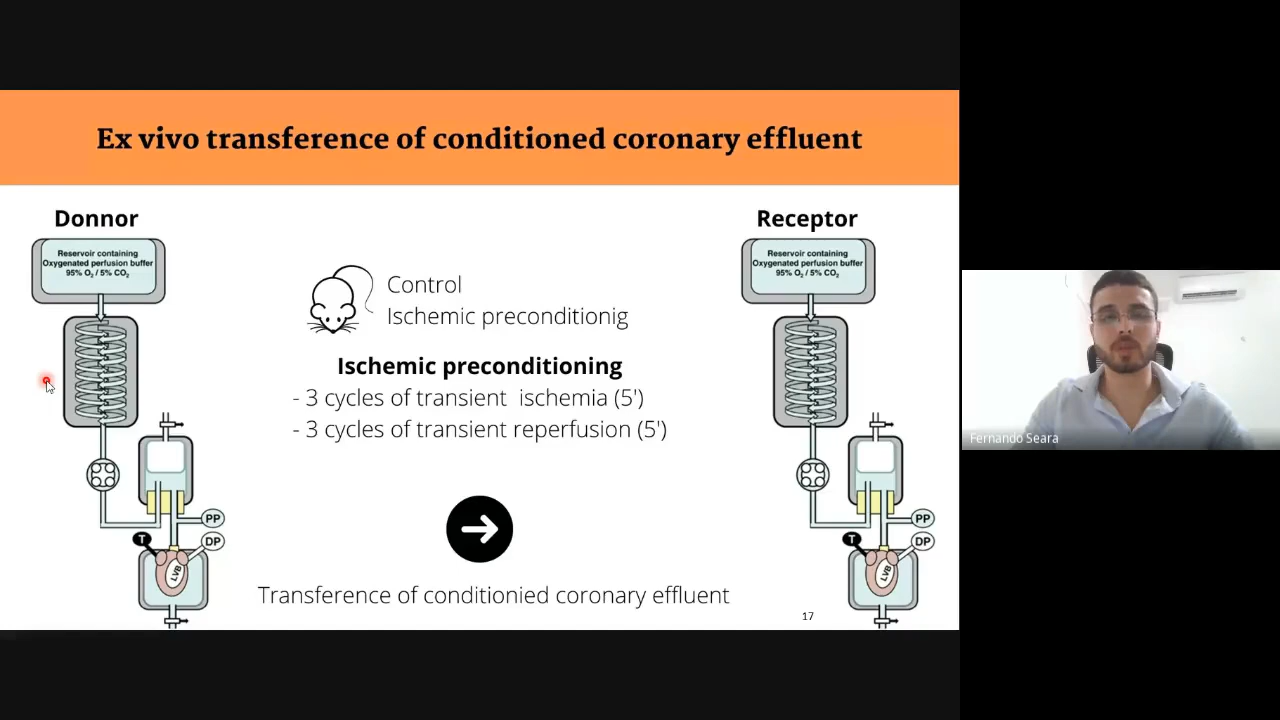 Ex vivo transference of conditioned coronary effluent
Donnor
Reservoir containing
Oxygenated perfusion buffer
95% O₂ / 5% CO₂
PP
T
DP
LVB
Control
Ischemic preconditionig
Ischemic preconditioning
- 3 cycles of transient ischemia (5')
- 3 cycles of transient reperfusion (5')
Transference of conditionied coronary effluent
Receptor
Reservoir containing
Oxygenated perfusion buffer
95% O₂ / 5% CO₂
PP
T
DP
LVB
17
Fernando Seara